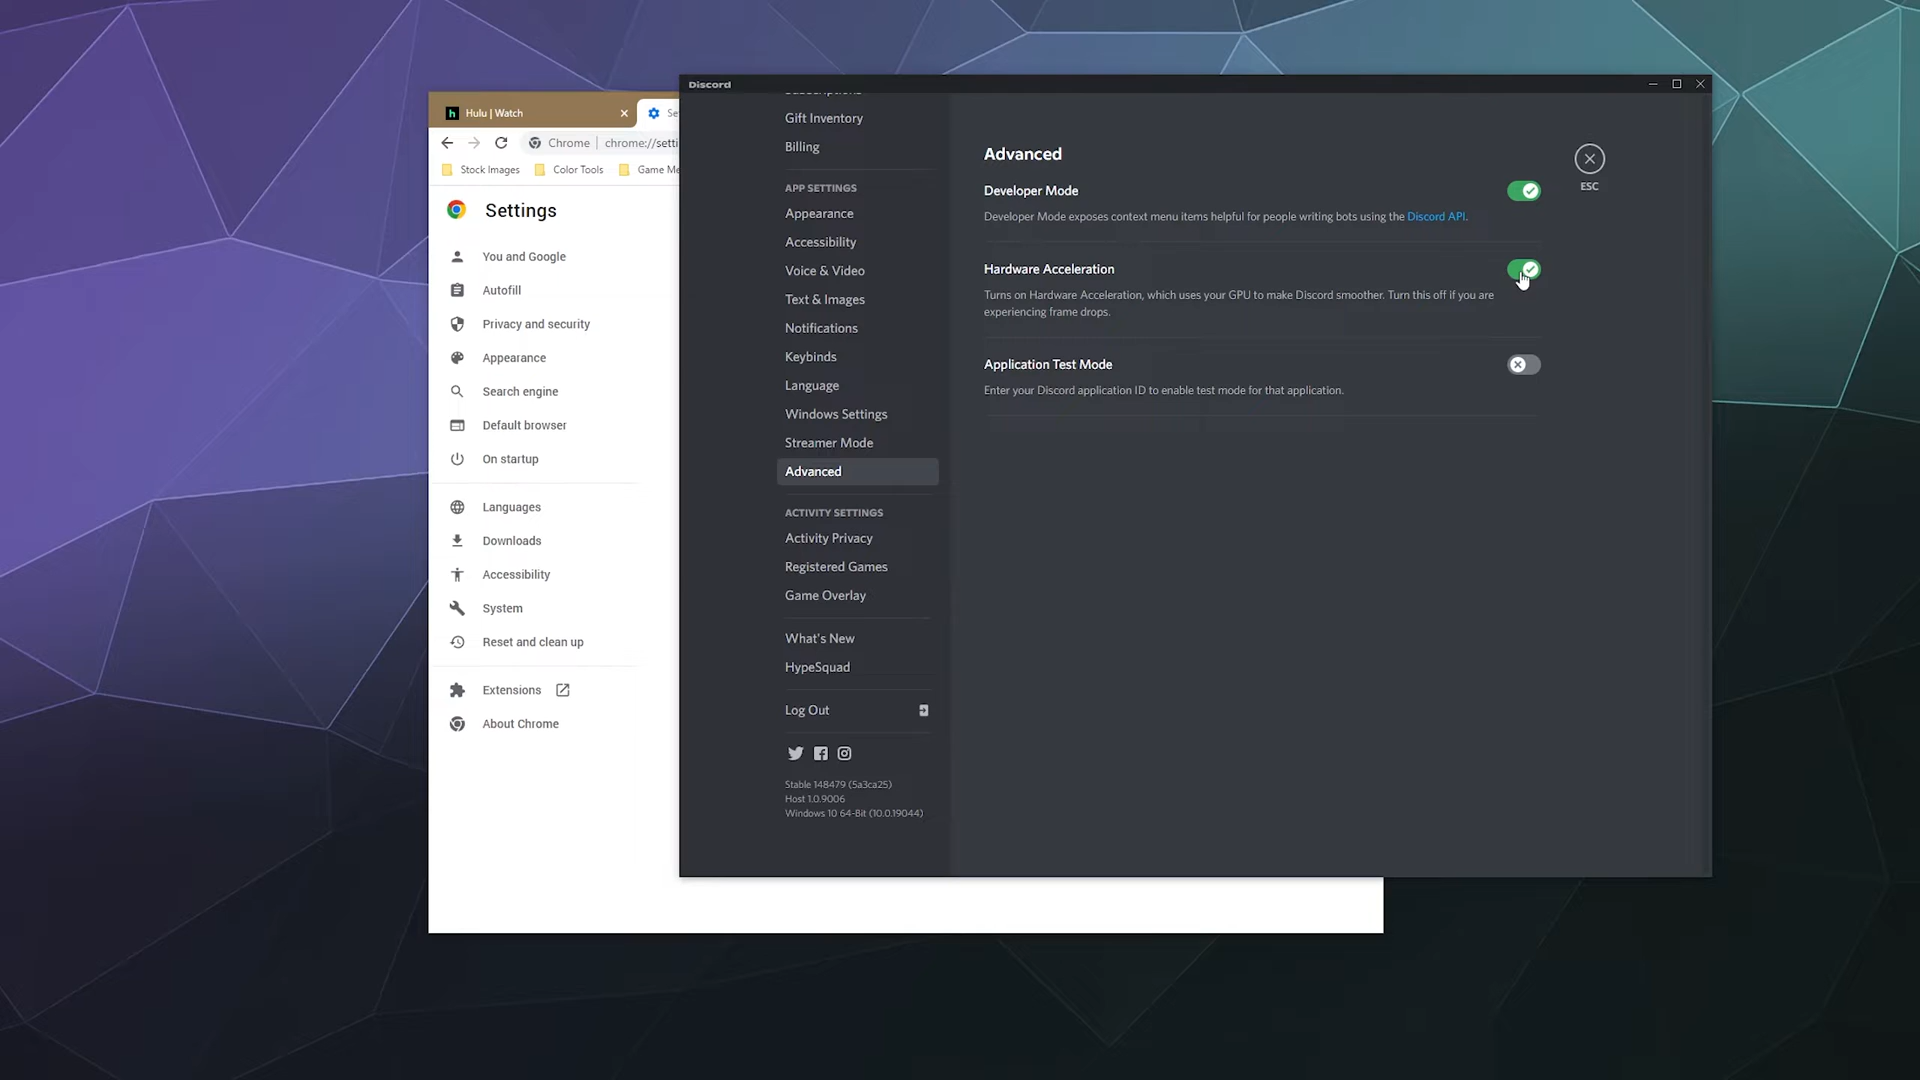 Discord
Hulu | Watch
Chrome
chrome://setti
Stock Images
Color Tools
Game Me
Settings
You and Google
Autofill
Privacy and security
Appearance
Search engine
Default browser
On startup
Languages
Downloads
Accessibility
System
Reset and clean up
Extensions
About Chrome
Subscriptions
Gift Inventory
Billing
APP SETTINGS
Appearance
Accessibility
Voice & Video
Text & Images
Notifications
Keybinds
Language
Windows Settings
Streamer Mode
Advanced
ACTIVITY SETTINGS
Activity Privacy
Registered Games
Game Overlay
What's New
HypeSquad
Log Out
Stable 148479 (5a3ca25)
Host 1.0.9006
Windows 10 64-Bit (10.0.19044)
Advanced
ESC
Developer Mode
Developer Mode exposes context menu items helpful for people writing bots using the Discord API.
Hardware Acceleration
Turns on Hardware Acceleration, which uses your GPU to make Discord smoother. Turn this off if you are
experiencing frame drops.
Application Test Mode
Enter your Discord application ID to enable test mode for that application.